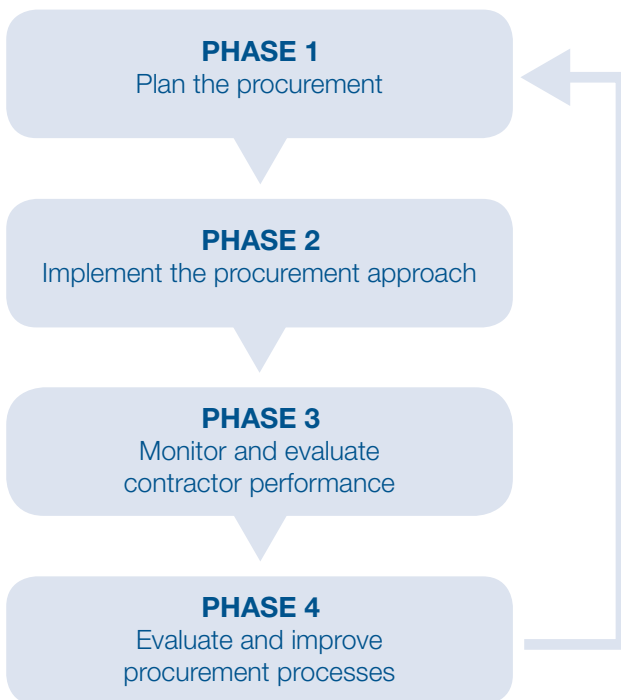 PHASE 1
Plan the procurement
PHASE 2
Implement the procurement approach
PHASE 3
Monitor and evaluate
contractor performance
PHASE 4
Evaluate and improve
procurement processes